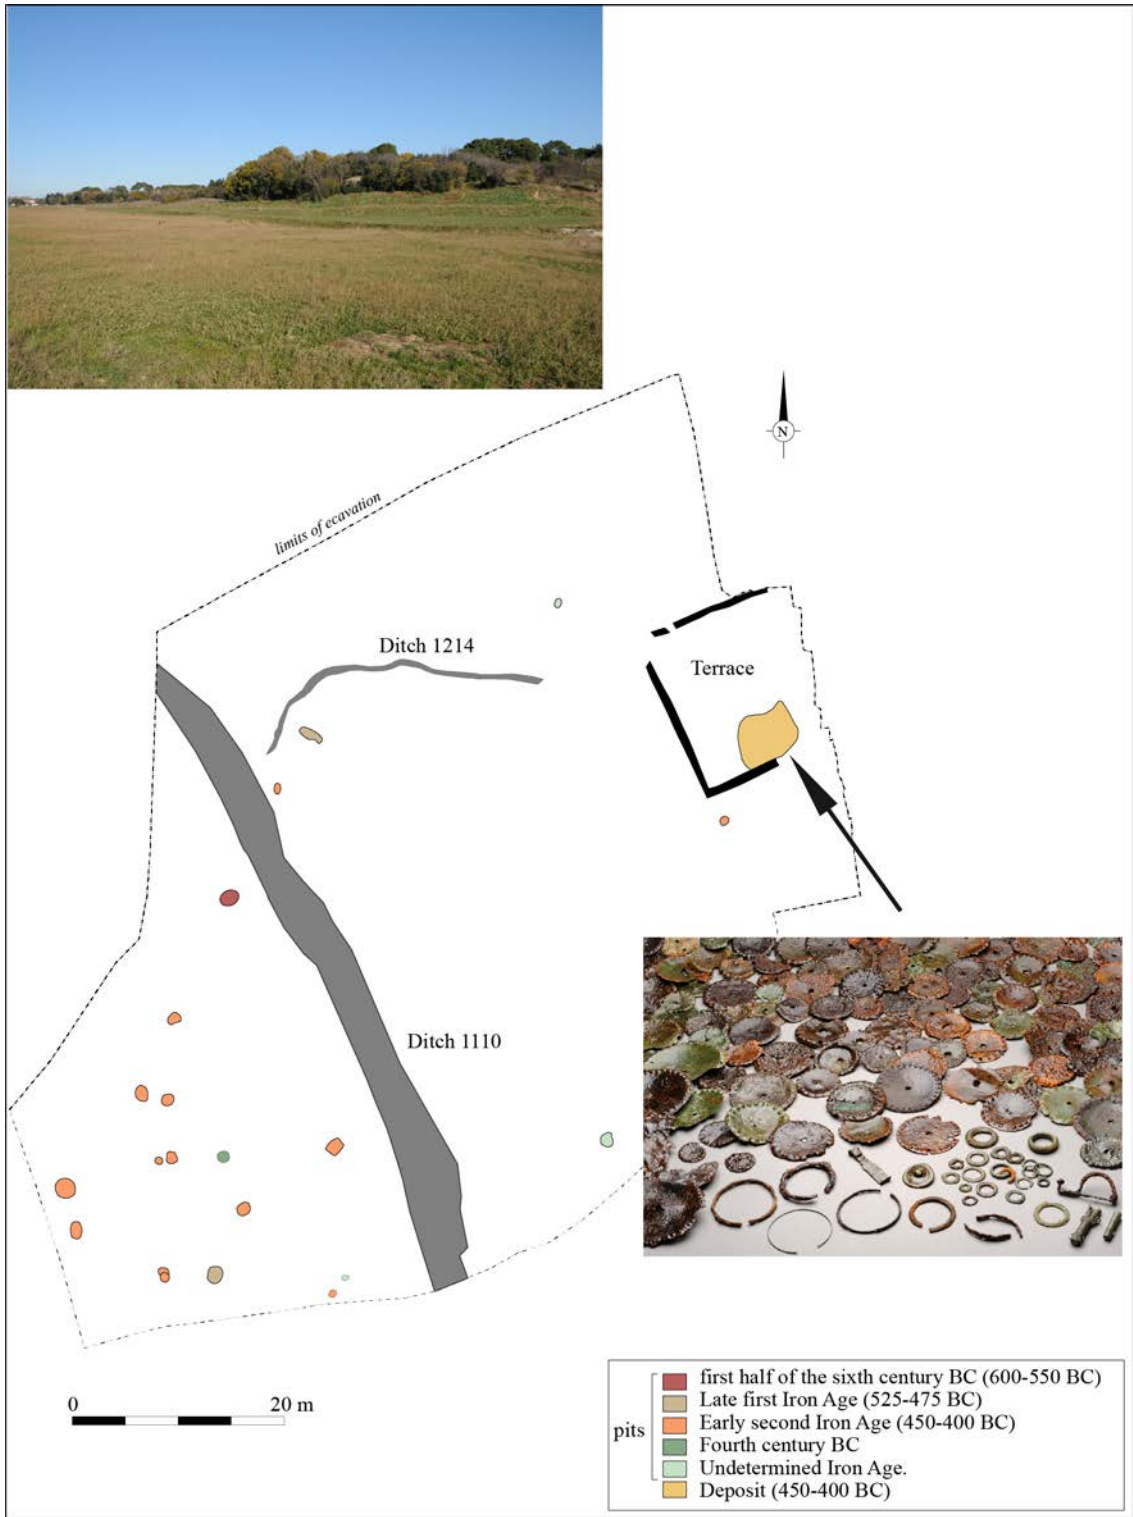 N
limits of ecavation
Ditch 1214
Terrace
Ditch 1110
0 20 m
pits
first half of the sixth century BC (600-550 BC)
Late first Iron Age (525-475 BC)
Early second Iron Age (450-400 BC)
Fourth century BC
Undetermined Iron Age.
Deposit (450-400 BC)